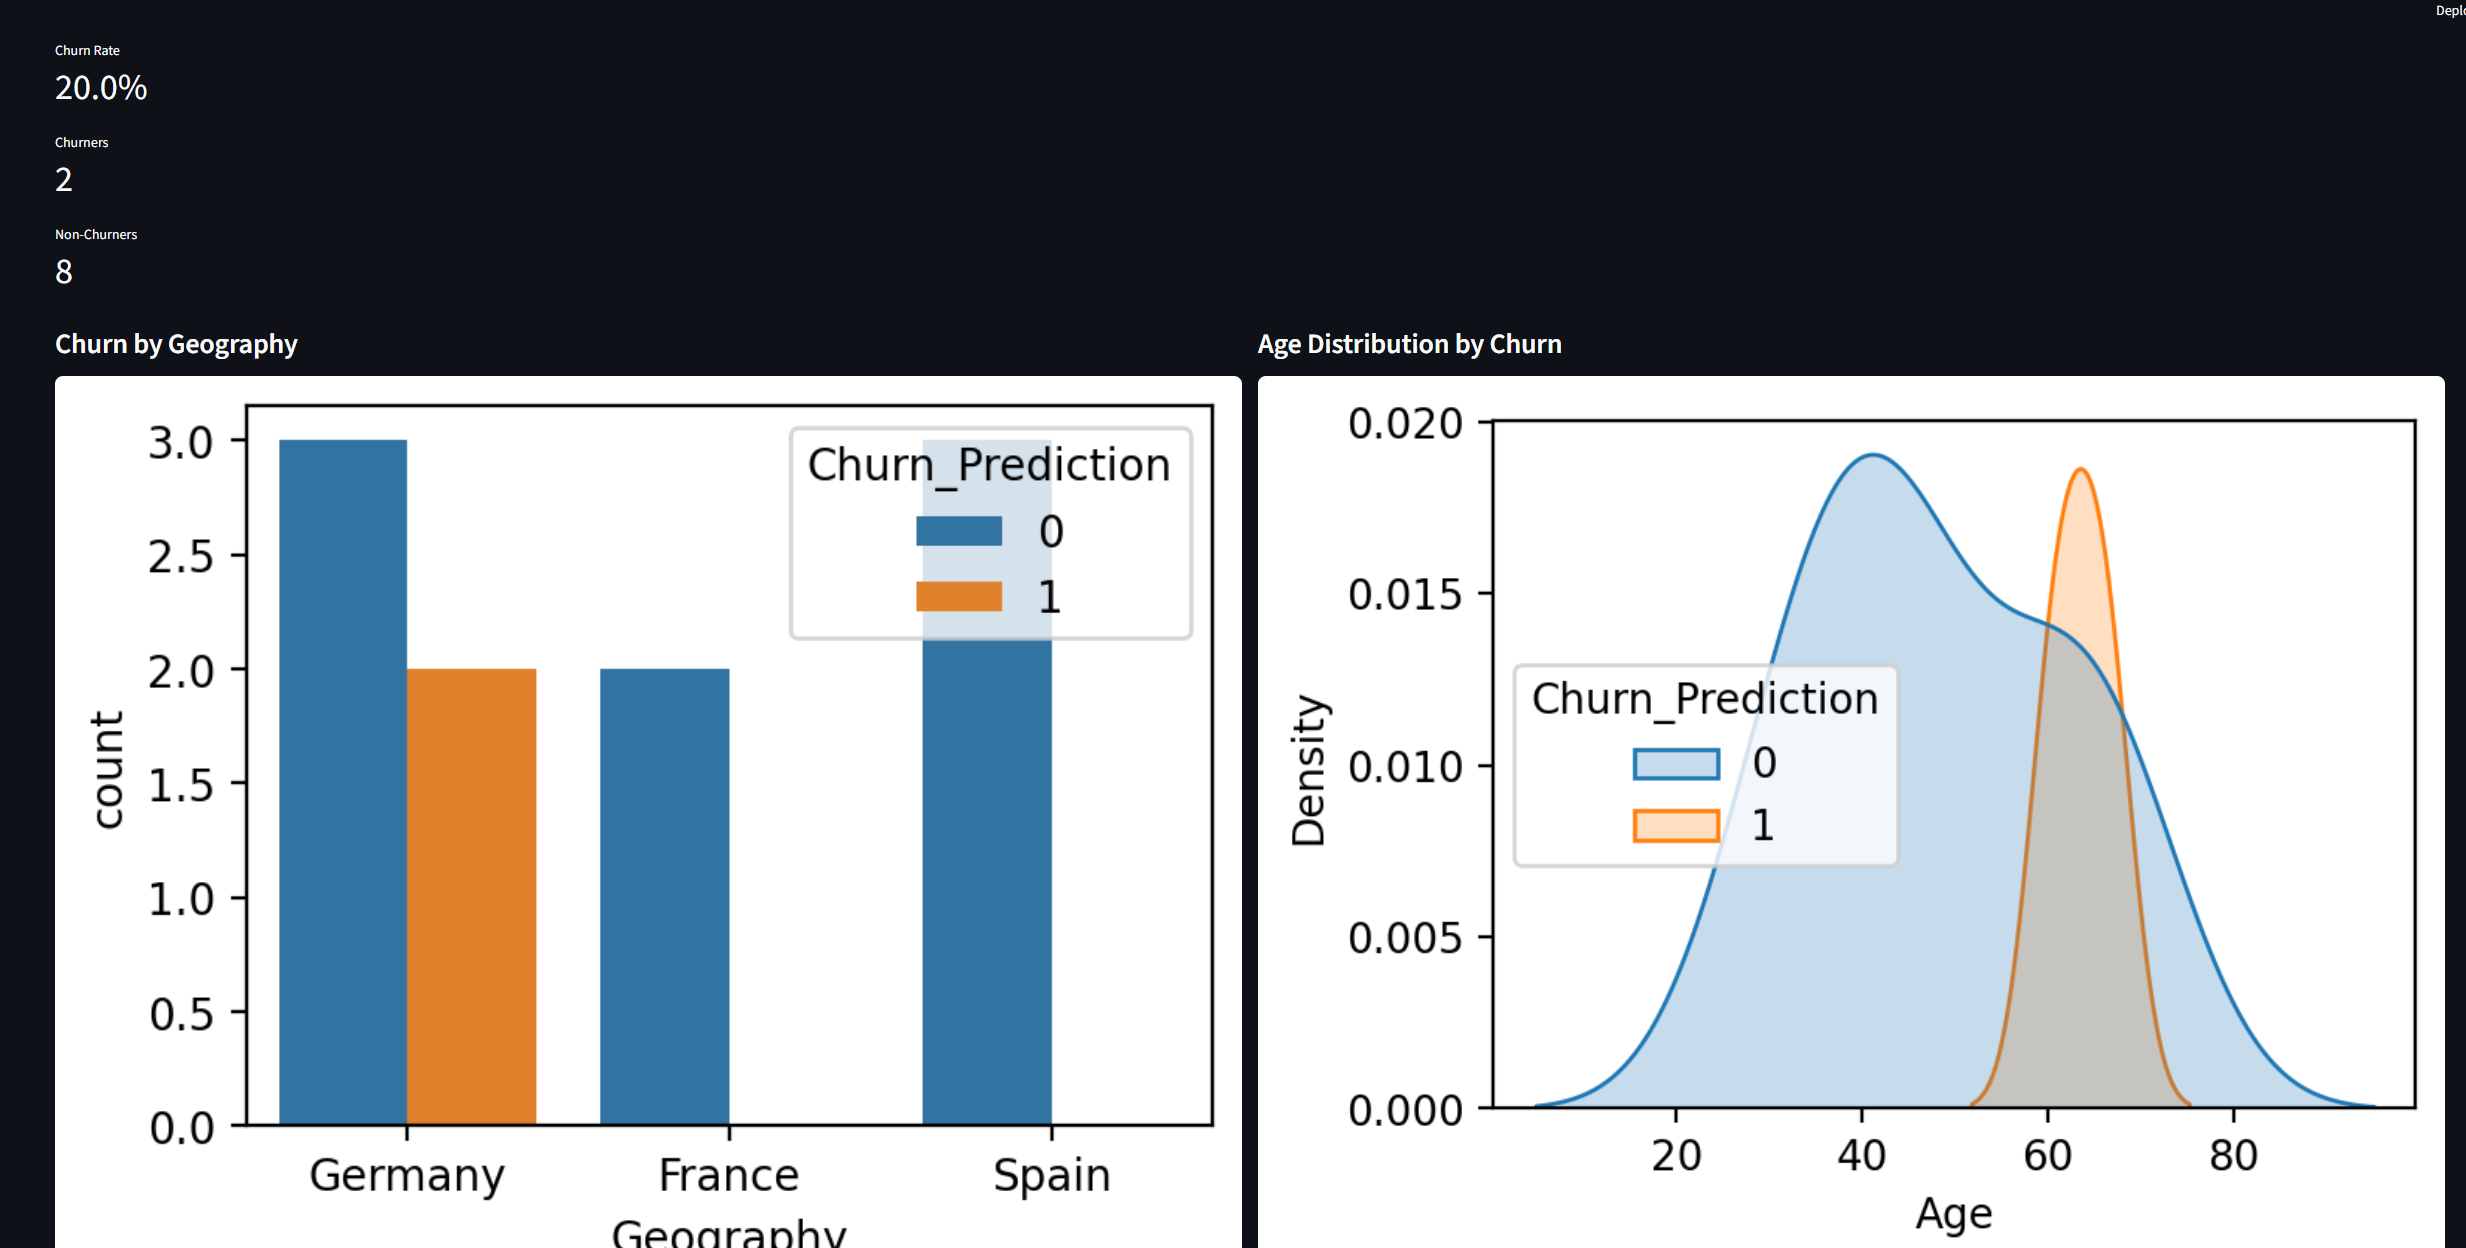 Churn Rate
20.0%
Churners
2
Non-Churners
8
Churn by Geography
3.0
2.5
2.0
1.5
1.0
0.5
0.0
count
Churn_Prediction
0
1
Germany France Spain
Geography
Age Distribution by Churn
0.020
0.015
0.010
0.005
0.000
Density
Churn_Prediction
0
1
20 40 60 80
Age